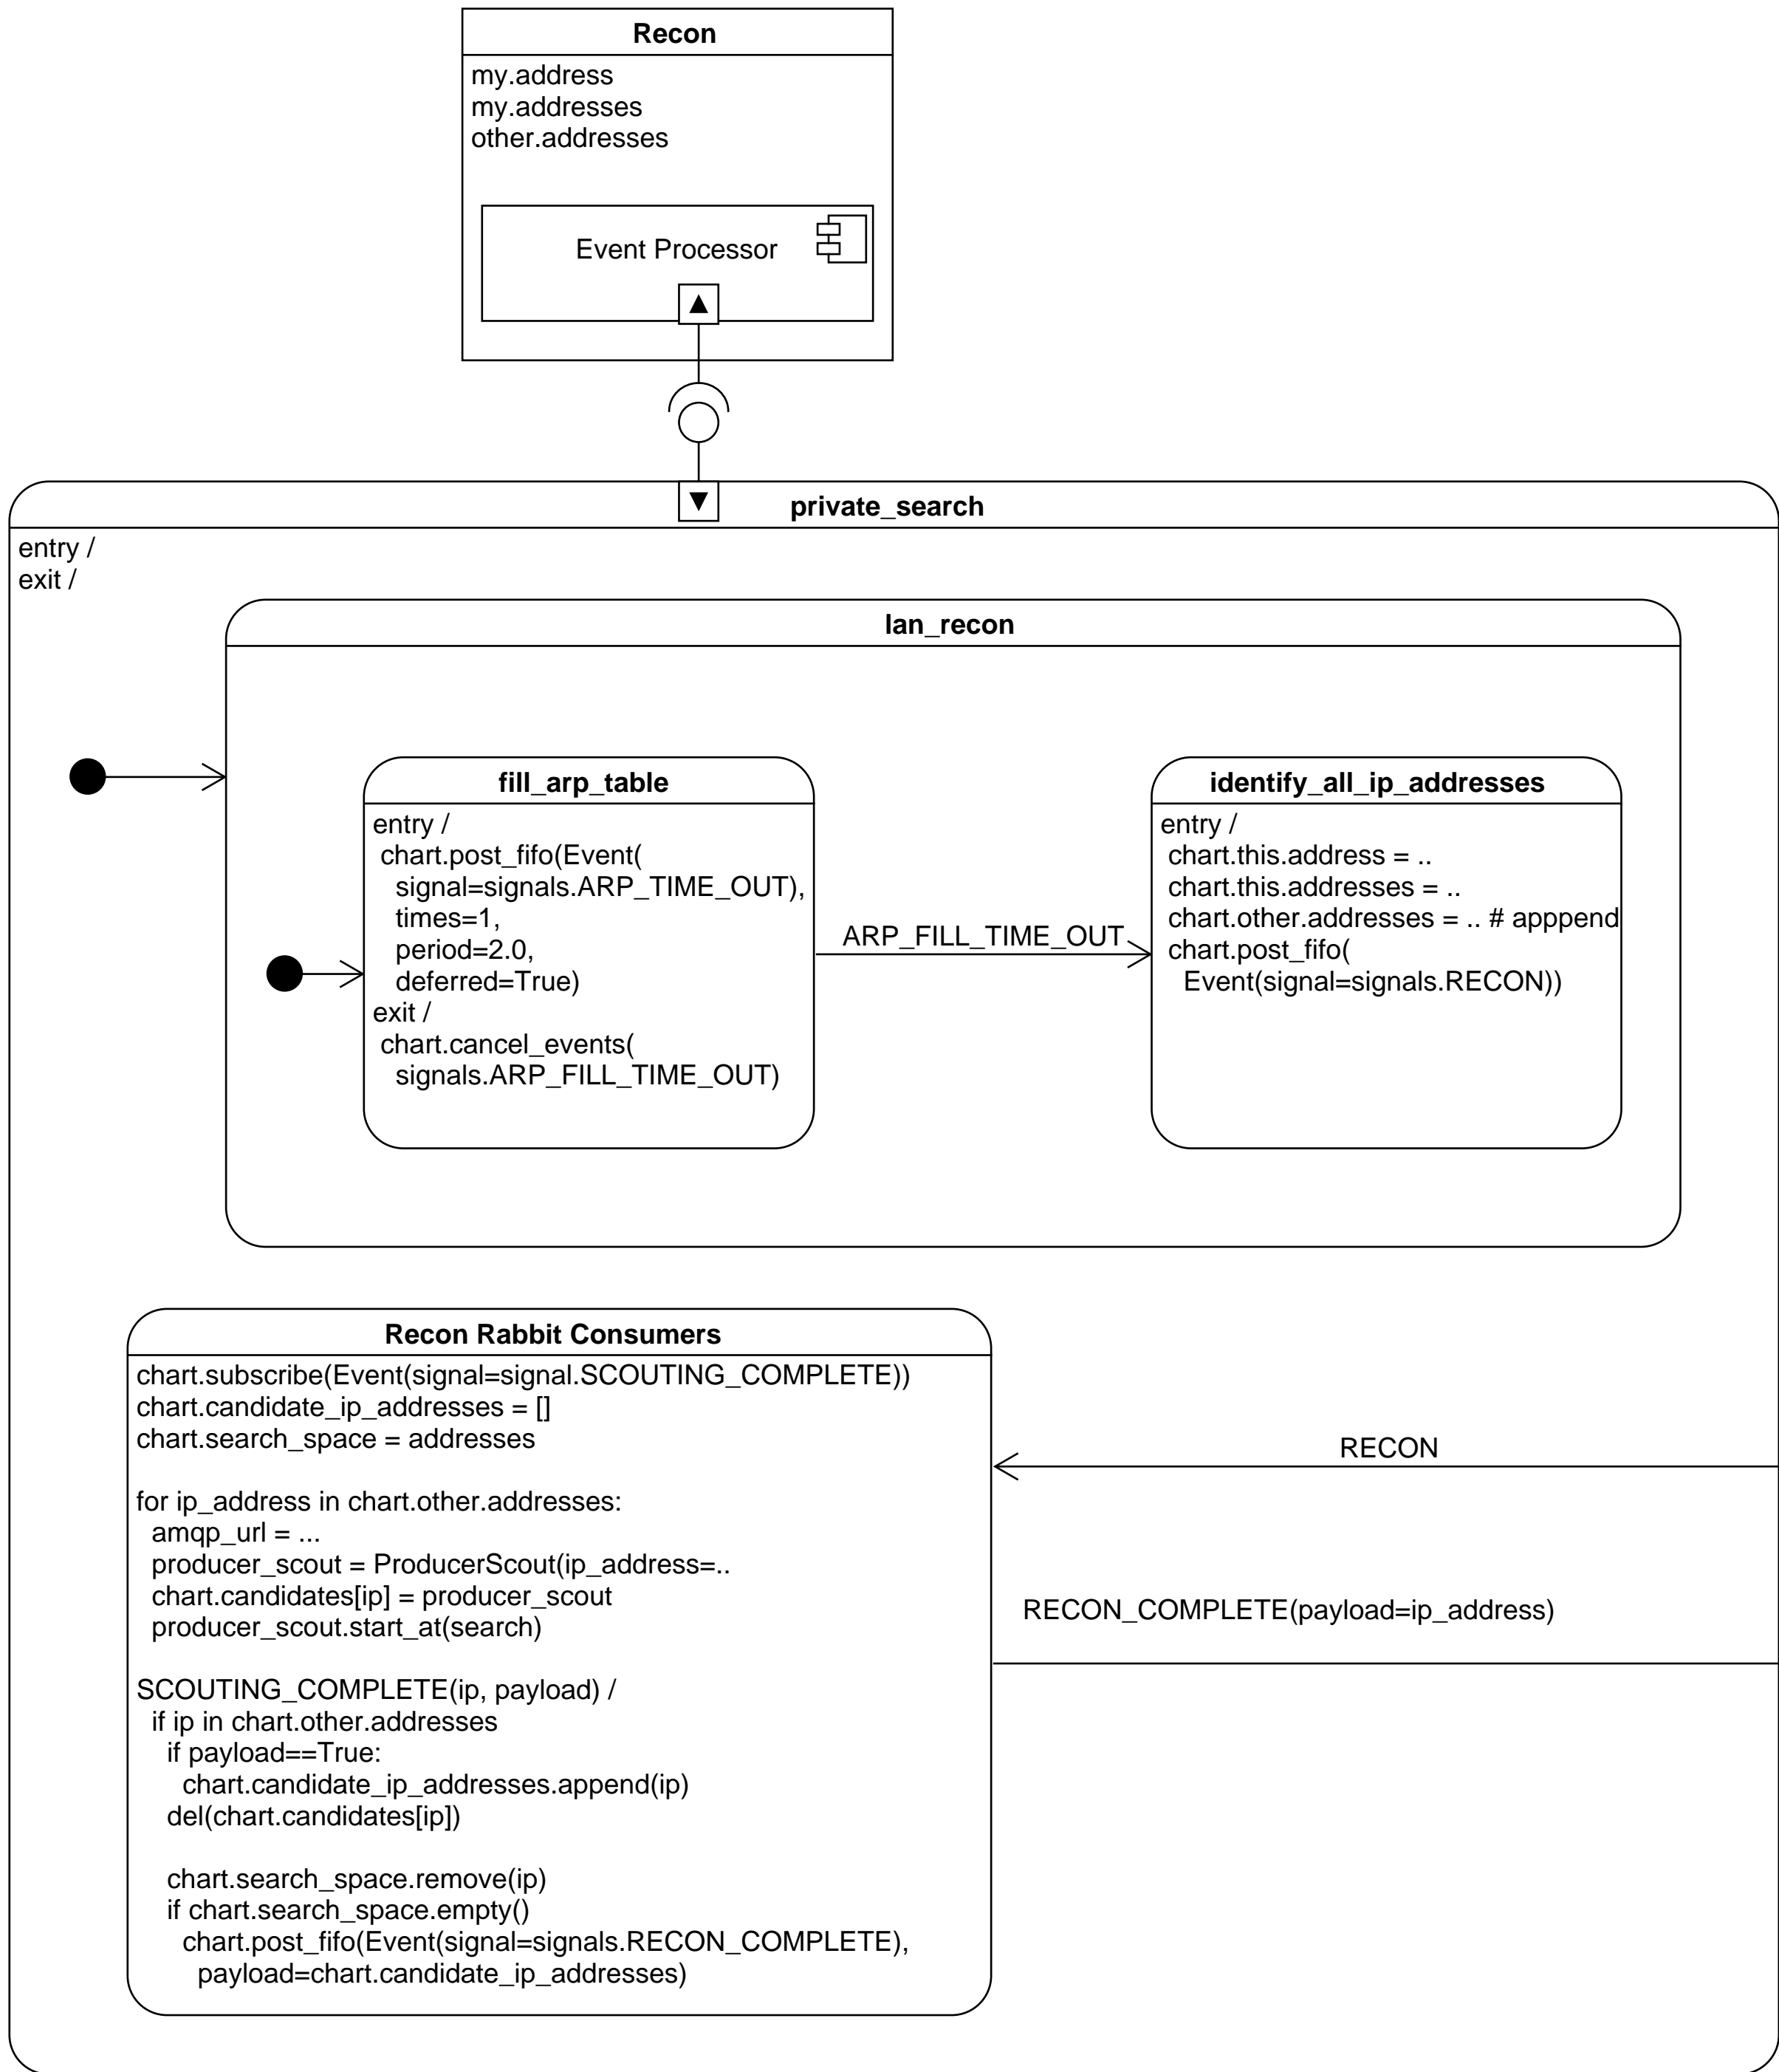 Recon
my.address
my.addresses
other.addresses
Event Processor
private_search
entry /
exit /
lan_recon
fill_arp_table
entry /
chart.post_fifo(Event(
signal=signals.ARP_TIME_OUT),
times=1,
period=2.0,
deferred=True)
exit /
chart.cancel_events(
signals.ARP_FILL_TIME_OUT)
ARP_FILL_TIME_OUT
identify_all_ip_addresses
entry /
chart.this.address = ..
chart.this.addresses = ..
chart.other.addresses = .. # apppend
chart.post_fifo(
Event(signal=signals.RECON))
Recon Rabbit Consumers
chart.subscribe(Event(signal=signal.SCOUTING_COMPLETE))
chart.candidate_ip_addresses = []
chart.search_space = addresses
for ip_address in chart.other.addresses:
amqp_url = ...
producer_scout = ProducerScout(ip_address=..
chart.candidates[ip] = producer_scout
producer_scout.start_at(search)
SCOUTING_COMPLETE(ip, payload) /
if ip in chart.other.addresses
if payload==True:
chart.candidate_ip_addresses.append(ip)
del(chart.candidates[ip])
chart.search_space.remove(ip)
if chart.search_space.empty()
chart.post_fifo(Event(signal=signals.RECON_COMPLETE),
payload=chart.candidate_ip_addresses)
RECON
RECON_COMPLETE(payload=ip_address)